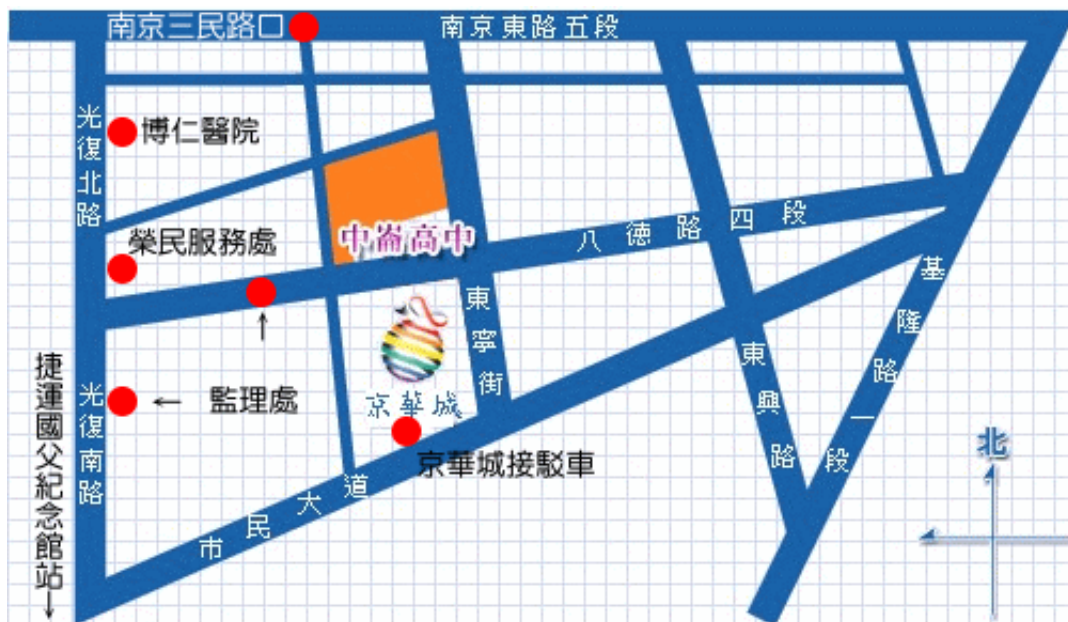 南京三民路口
南京東路五段
光復北路
博仁醫院
榮民服務處
中崙高中
八德路四段
東寧街
基隆路一段
捷運國父紀念館站↓
光復南路
↑
← 監理處
京華城
東興路
京華城接駁車
市民大道
北